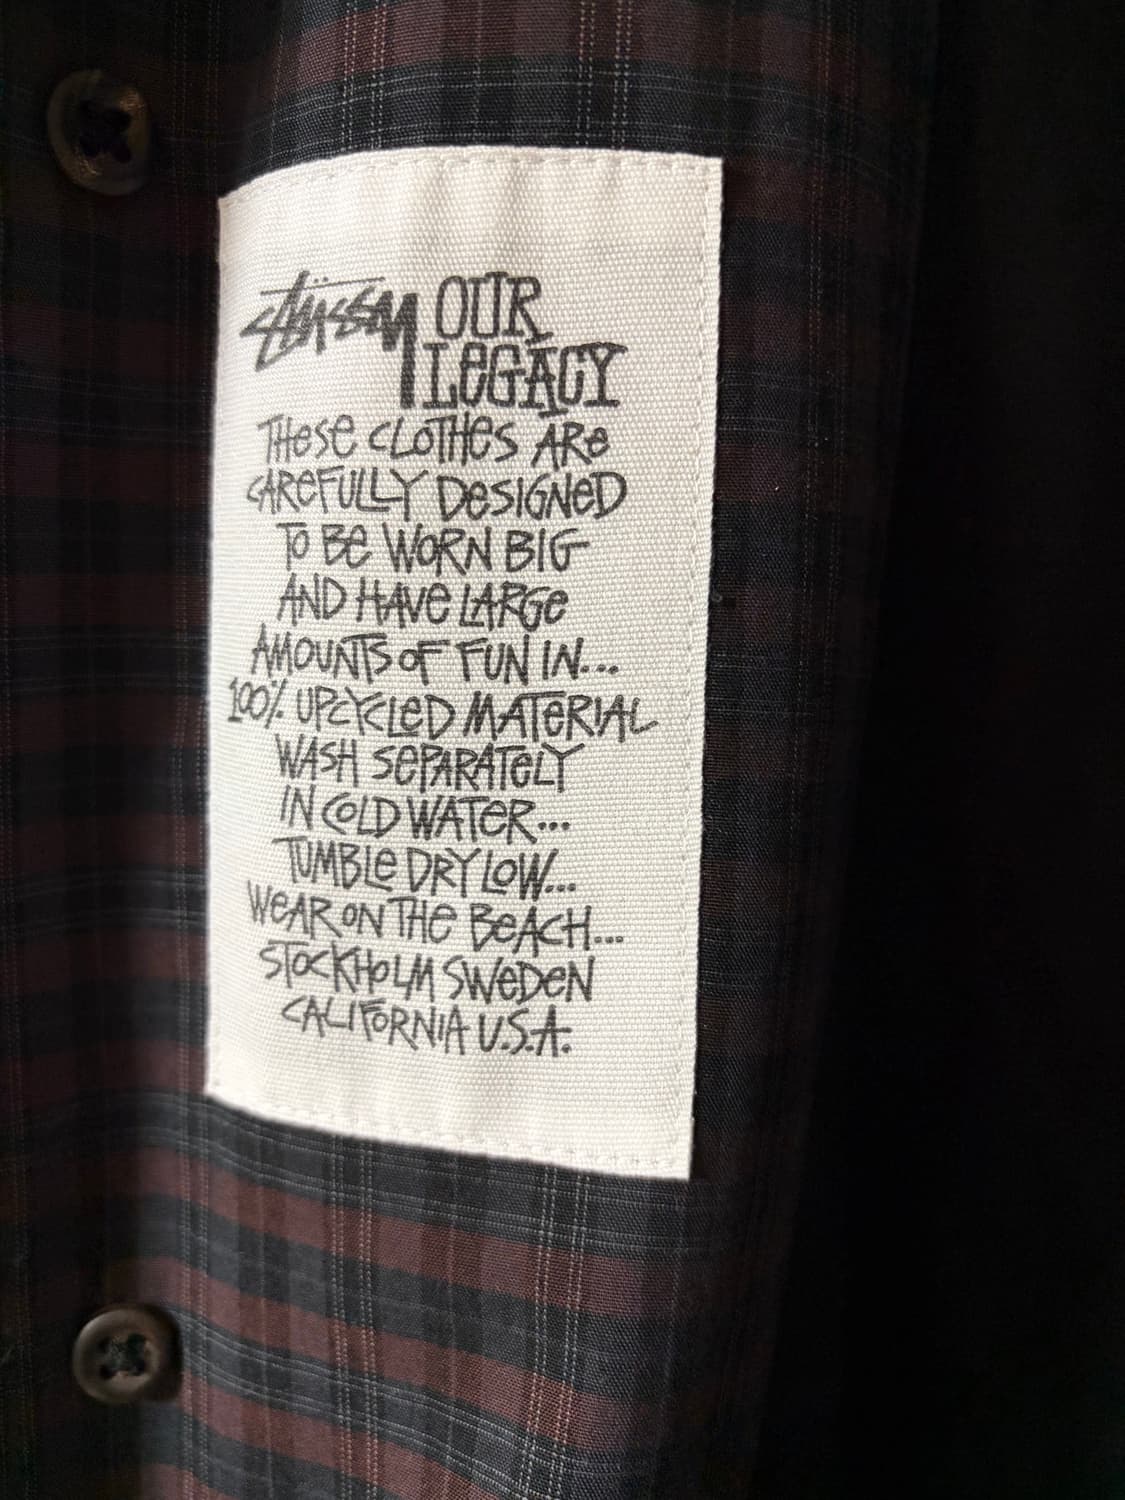 STÜSSY OUR
LEGACY
THESE CLOTHES ARE
CAREFULLY DESIGNED
TO BE WORN BIG
AND HAVE LARGE
AMOUNTS OF FUN IN...
100% UPCYCLED MATERIAL
WASH SEPARATELY
IN COLD WATER...
TUMBLE DRY LOW...
WEAR ON THE BEACH...
STOCKHOLM SWEDEN
CALIFORNIA U.S.A.